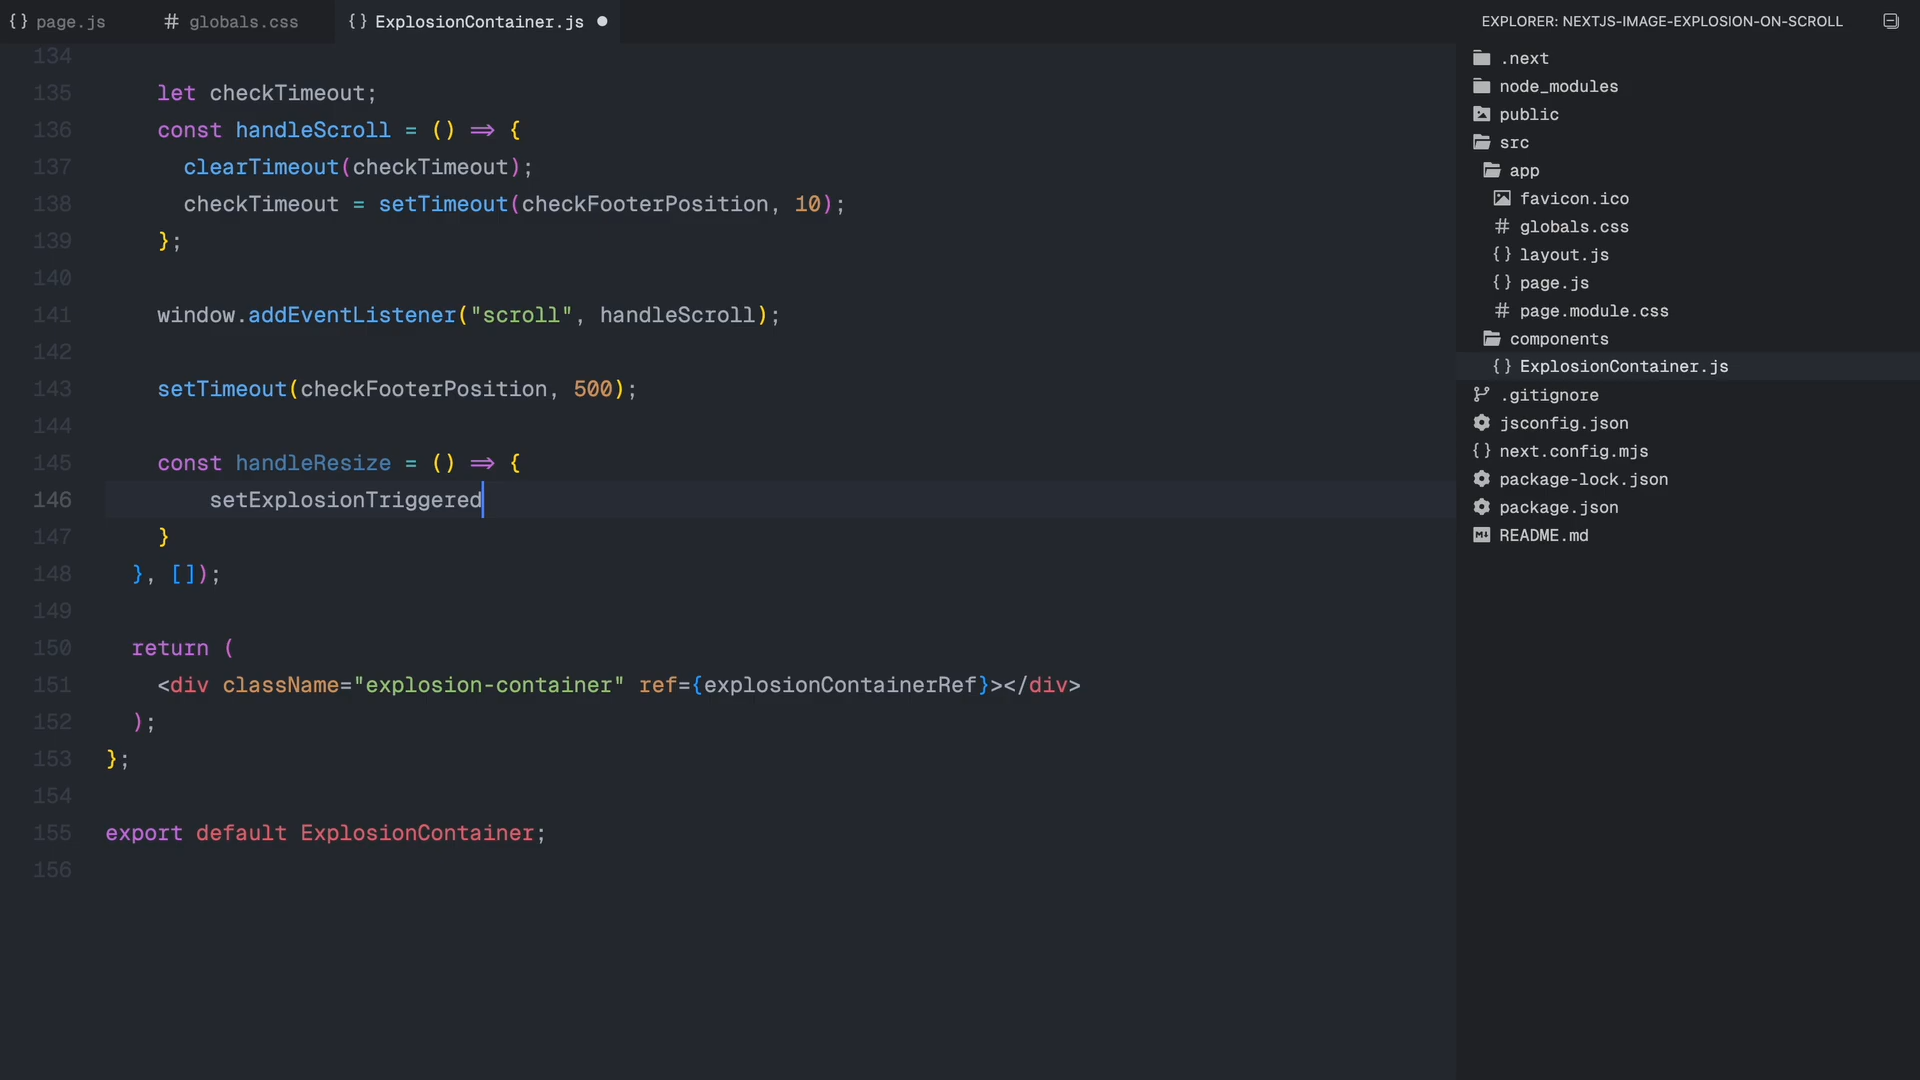 page.js
globals.css
ExplosionContainer.js
134
135 let checkTimeout;
136 const handleScroll = () => {
137 clearTimeout(checkTimeout);
138 checkTimeout = setTimeout(checkFooterPosition, 10);
139 };
140
141 window.addEventListener("scroll", handleScroll);
142
143 setTimeout(checkFooterPosition, 500);
144
145 const handleResize = () => {
146 setExplosionTriggered
147 }
148 }, []);
149
150 return (
151 <div className="explosion-container" ref={explosionContainerRef}></div>
152 );
153 };
154
155 export default ExplosionContainer;
156
EXPLORER: NEXTJS-IMAGE-EXPLOSION-ON-SCROLL
.next
node_modules
public
src
app
favicon.ico
globals.css
layout.js
page.js
page.module.css
components
ExplosionContainer.js
.gitignore
jsconfig.json
next.config.mjs
package-lock.json
package.json
README.md